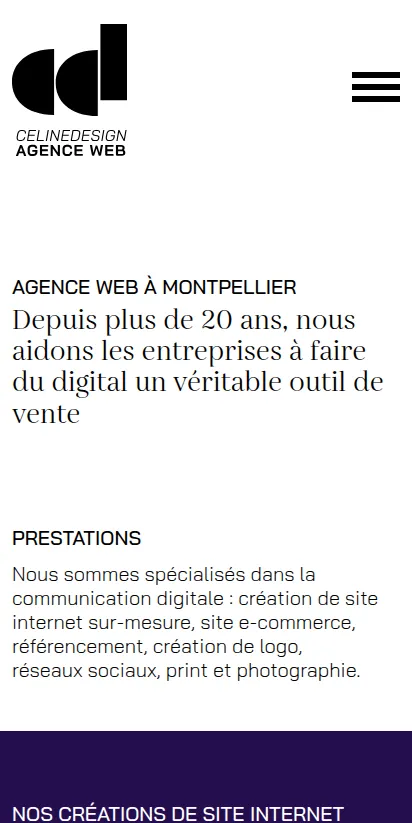 CELINEDESIGN
AGENCE WEB
AGENCE WEB À MONTPELLIER
Depuis plus de 20 ans, nous
aidons les entreprises à faire
du digital un véritable outil de
vente
PRESTATIONS
Nous sommes spécialisés dans la
communication digitale : création de site
internet sur-mesure, site e-commerce,
référencement, création de logo,
réseaux sociaux, print et photographie.
NOS CRÉATIONS DE SITE INTERNET